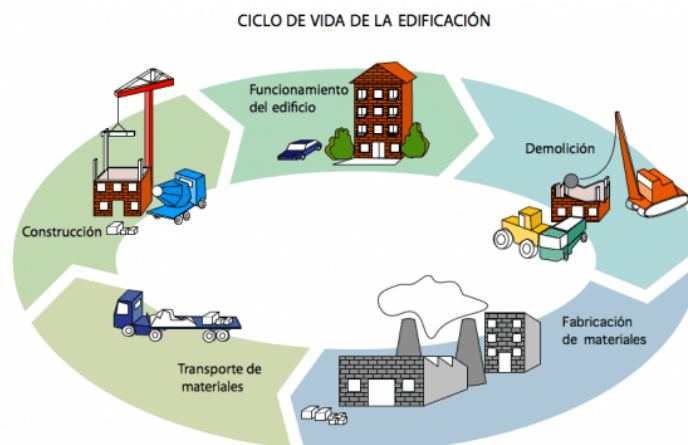 CICLO DE VIDA DE LA EDIFICACIÓN
Funcionamiento
del edificio
Demolición
Construcción
Fabricación
de materiales
Transporte de
materiales